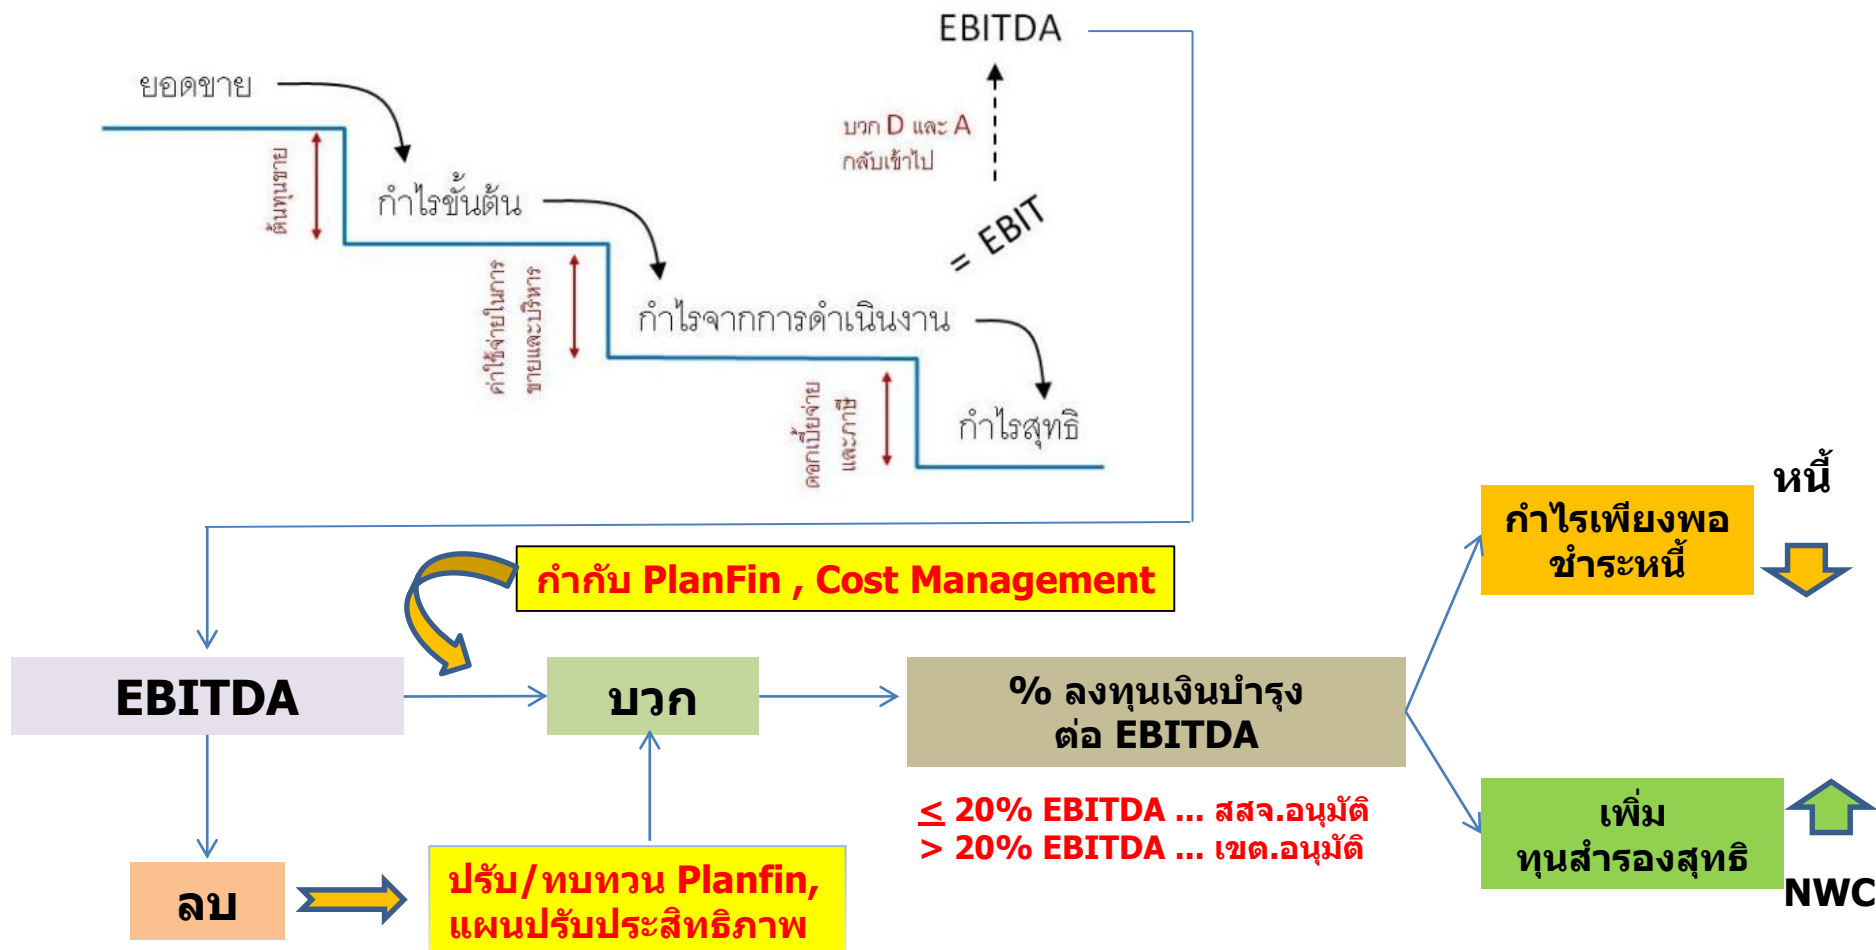 EBITDA
ยอดขาย
บวก D และ A
กลับเข้าไป
ต้นทุนขาย
กำไรขั้นต้น
= EBIT
ค่าใช้จ่ายในการ
ขายและบริหาร
กำไรจากการดำเนินงาน
ดอกเบี้ยจ่าย
และภาษี
กำไรสุทธิ
หนี้
กำไรเพียงพอ
ชำระหนี้
กำกับ PlanFin , Cost Management
EBITDA
บวก
% ลงทุนเงินบำรุง
ต่อ EBITDA
≤ 20% EBITDA ... สสจ.อนุมัติ
> 20% EBITDA ... เขต.อนุมัติ
เพิ่ม
ทุนสำรองสุทธิ
NWC
ลบ
ปรับ/ทบทวน Planfin,
แผนปรับประสิทธิภาพ